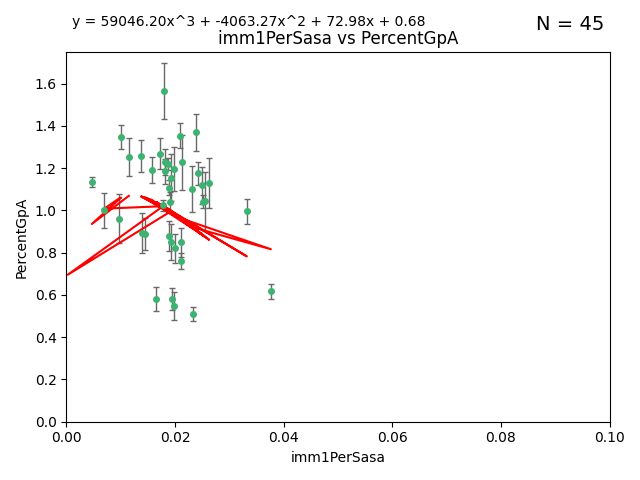 y = 59046.20x^3 + -4063.27x^2 + 72.98x + 0.68
N = 45
imm1PerSasa vs PercentGpA
PercentGpA
1.6
1.4
1.2
1.0
0.8
0.6
0.4
0.2
0.0
0.00 0.02 0.04 0.06 0.08 0.10
imm1PerSasa